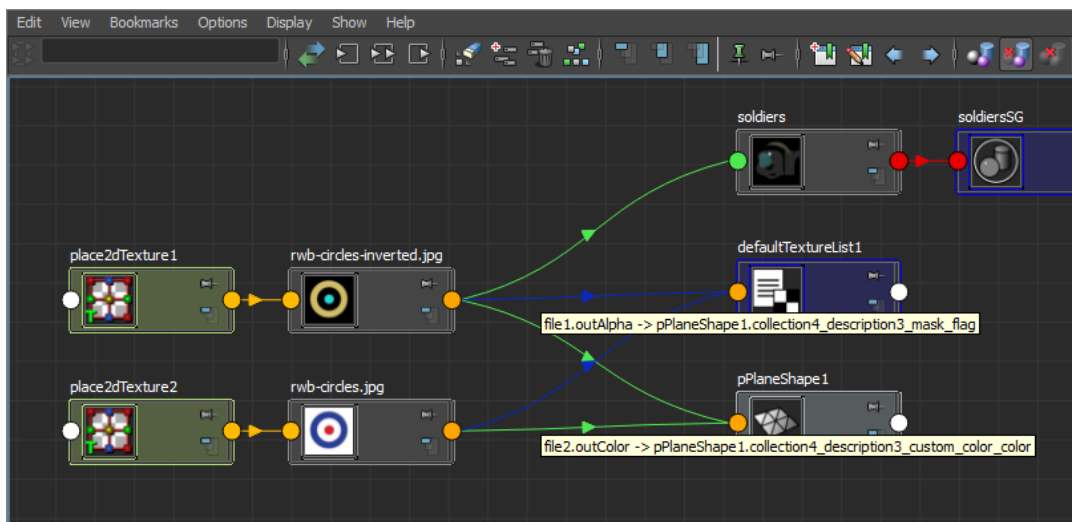 Edit View Bookmarks Options Display Show Help
soldiers
soldiersSG
place2dTexture1
rwb-circles-inverted.jpg
defaultTextureList1
file1.outAlpha -> pPlaneShape1.collection4_description3_mask_flag
place2dTexture2
rwb-circles.jpg
pPlaneShape1
file2.outColor -> pPlaneShape1.collection4_description3_custom_color_color